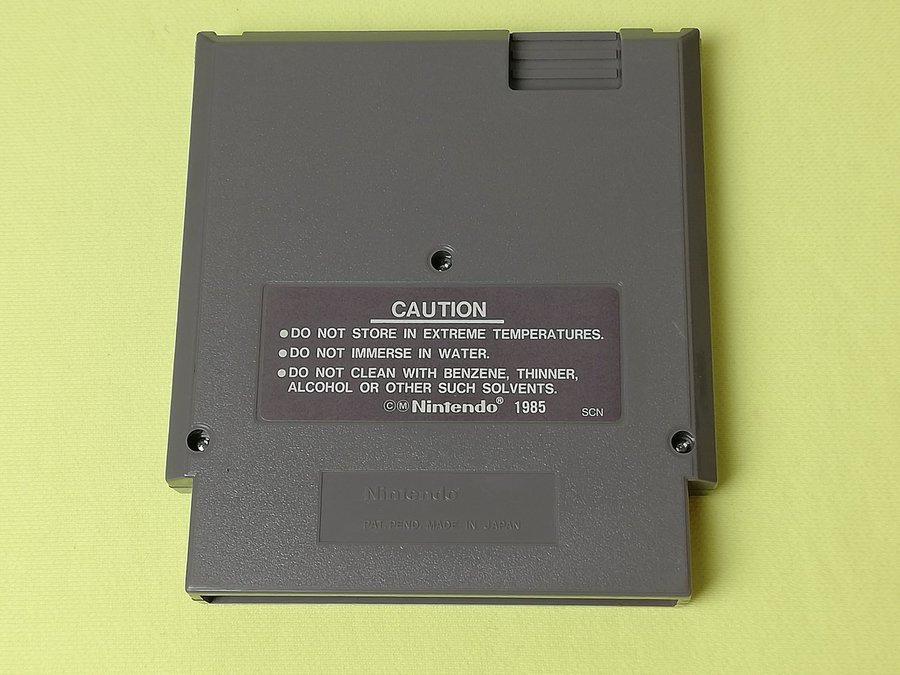 CAUTION
●DO NOT STORE IN EXTREME TEMPERATURES.
●DO NOT IMMERSE IN WATER.
●DO NOT CLEAN WITH BENZENE, THINNER,
ALCOHOL OR OTHER SUCH SOLVENTS.
ⒸⓂNintendo® 1985
SCN
Nintendo
PAT. PEND. MADE IN JAPAN